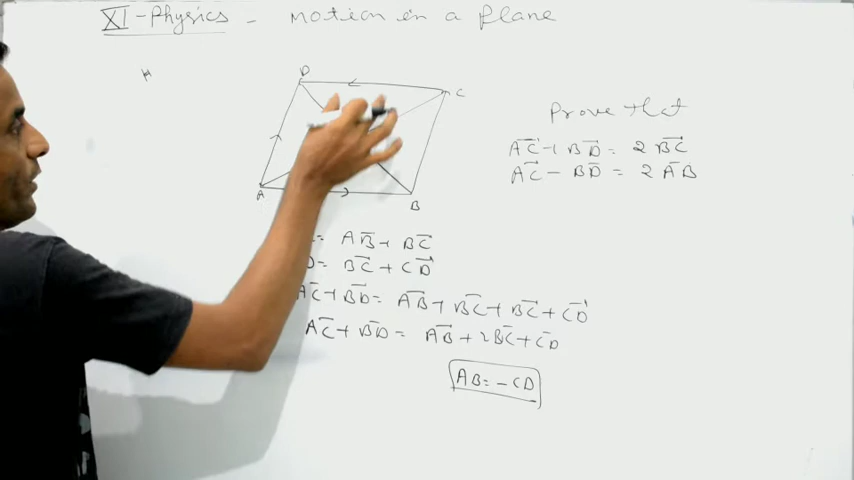 XI-Physics - Motion in a Plane
D
C
A
B
Prove that
AC + BD = 2 BC
AC - BD = 2 AB
= AB + BC
= BC + CD
AC + BD = AB + BC + BC + CD
AC + BD = AB + 2BC + CD
AB = - CD